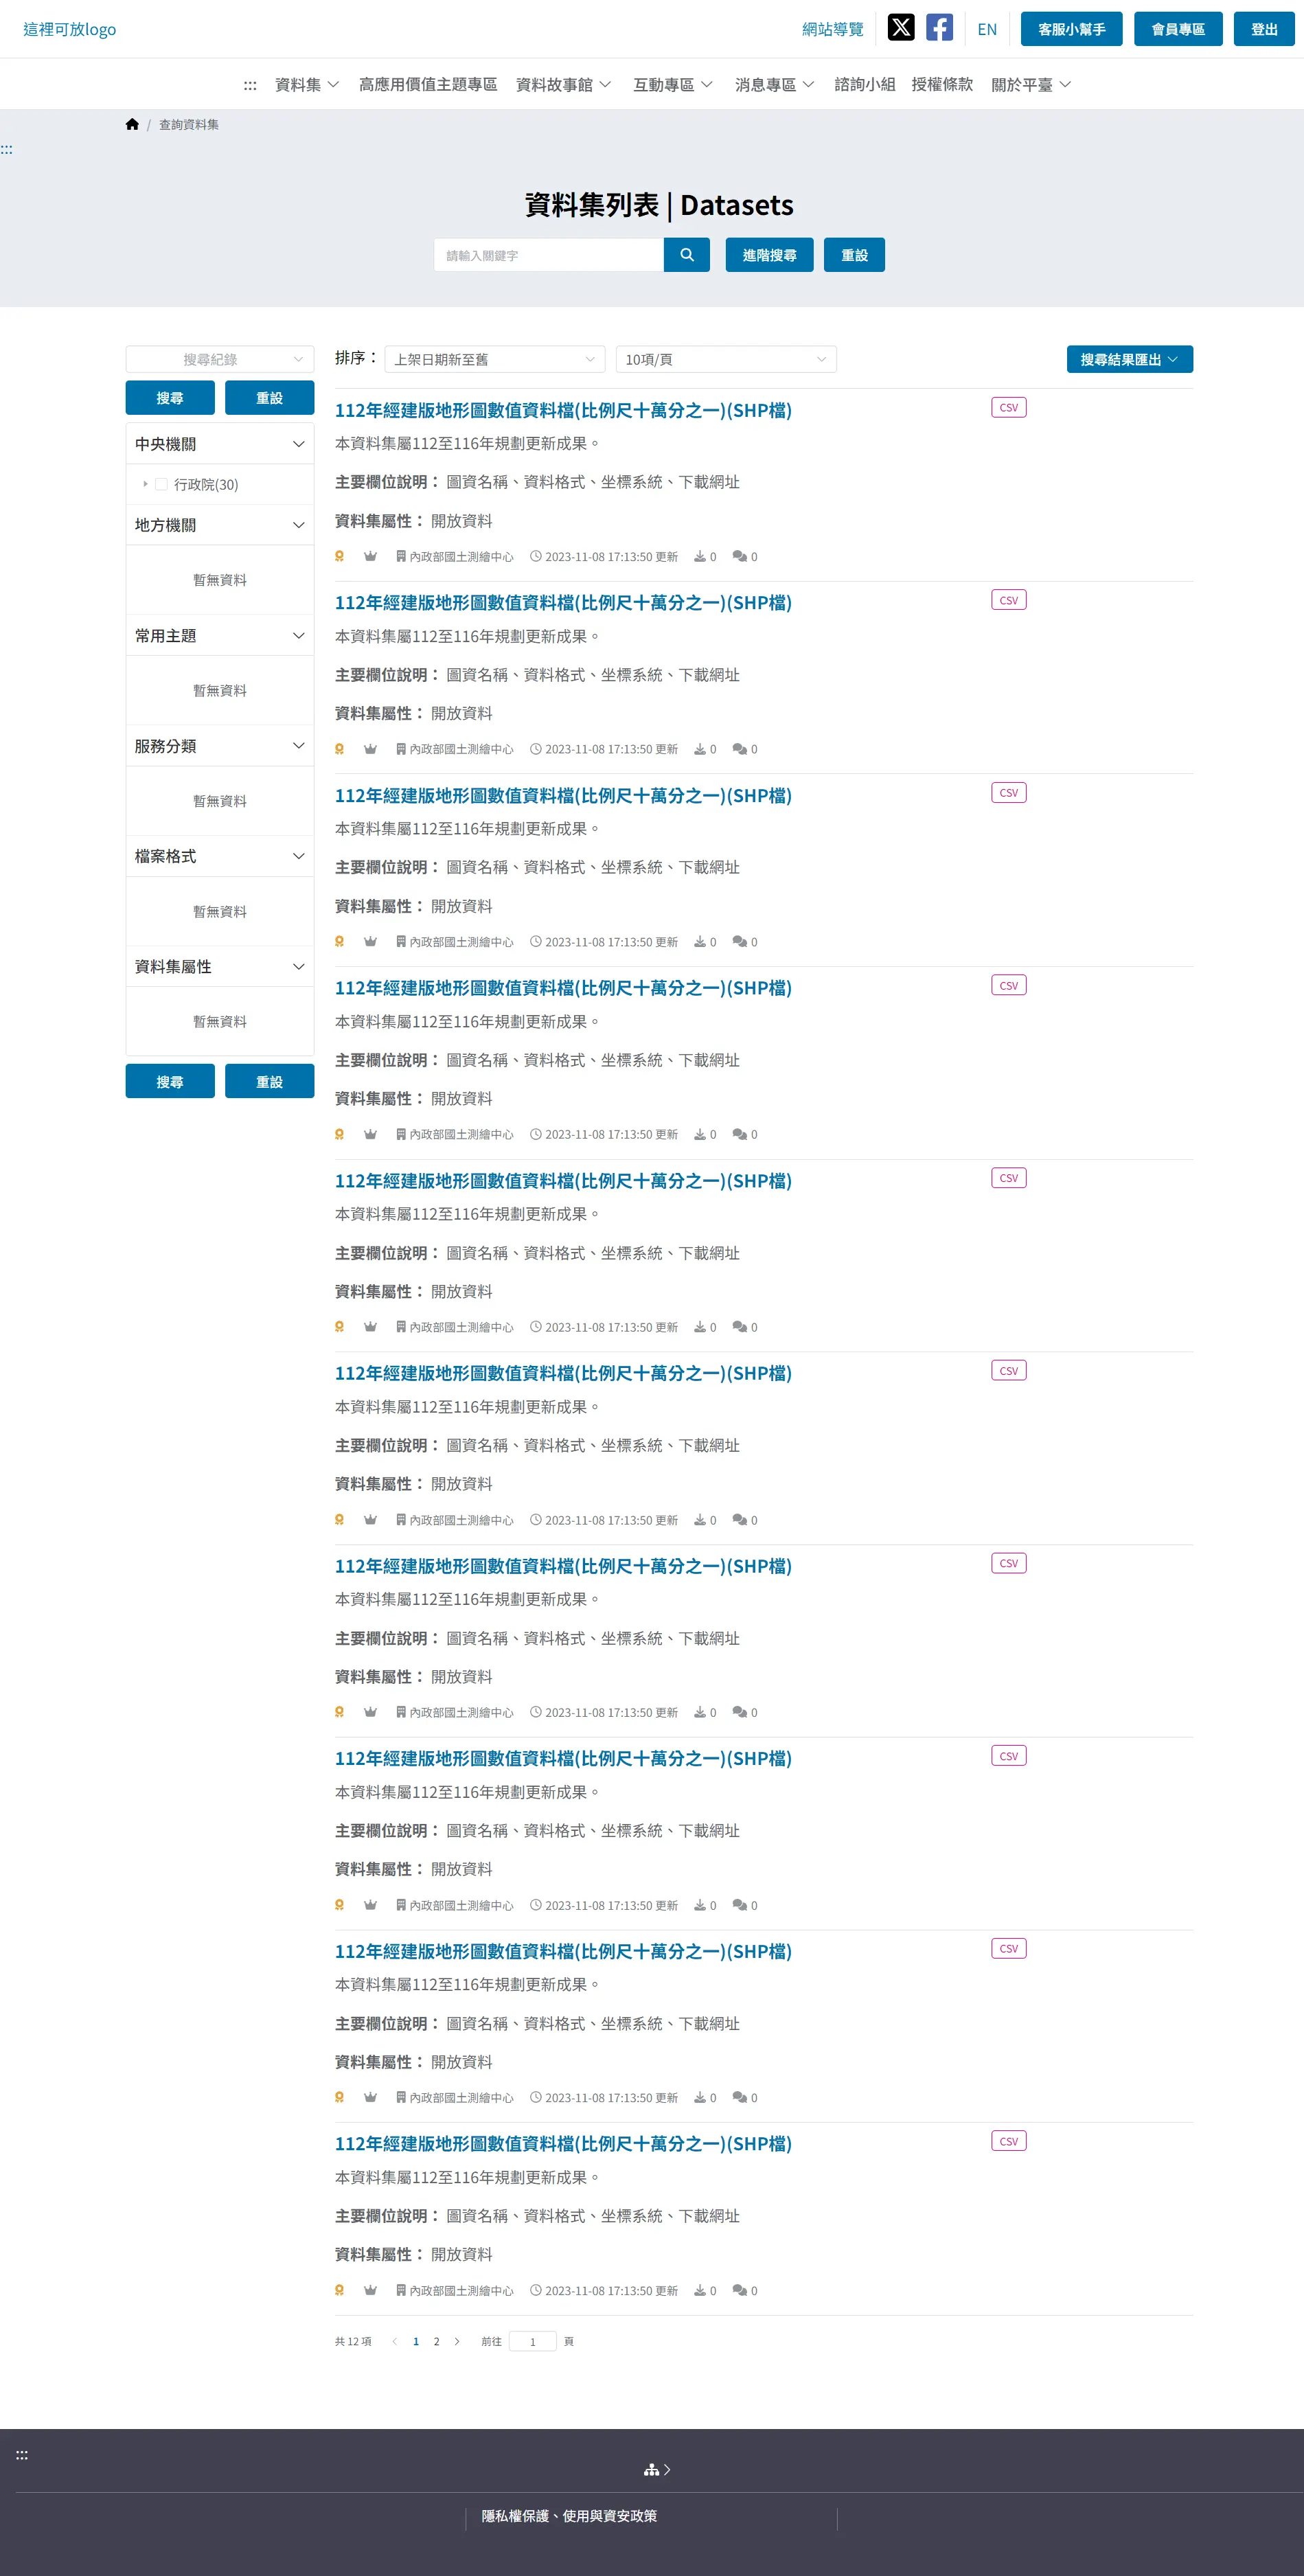 這裡可放logo
網站導覽 EN 客服小幫手 會員專區 登出
::: 資料集 高應用價值主題專區 資料故事館 互動專區 消息專區 諮詢小組 授權條款 關於平臺
/ 查詢資料集
:::
資料集列表 | Datasets
請輸入關鍵字 進階搜尋 重設
搜尋紀錄
搜尋 重設
中央機關
行政院(30)
地方機關
暫無資料
常用主題
暫無資料
服務分類
暫無資料
檔案格式
暫無資料
資料集屬性
暫無資料
搜尋 重設
排序： 上架日期新至舊 10項/頁 搜尋結果匯出
112年經建版地形圖數值資料檔(比例尺十萬分之一)(SHP檔) CSV
本資料集屬112至116年規劃更新成果。
主要欄位說明： 圖資名稱、資料格式、坐標系統、下載網址
資料集屬性： 開放資料
內政部國土測繪中心 2023-11-08 17:13:50 更新 0 0
112年經建版地形圖數值資料檔(比例尺十萬分之一)(SHP檔) CSV
本資料集屬112至116年規劃更新成果。
主要欄位說明： 圖資名稱、資料格式、坐標系統、下載網址
資料集屬性： 開放資料
內政部國土測繪中心 2023-11-08 17:13:50 更新 0 0
112年經建版地形圖數值資料檔(比例尺十萬分之一)(SHP檔) CSV
本資料集屬112至116年規劃更新成果。
主要欄位說明： 圖資名稱、資料格式、坐標系統、下載網址
資料集屬性： 開放資料
內政部國土測繪中心 2023-11-08 17:13:50 更新 0 0
112年經建版地形圖數值資料檔(比例尺十萬分之一)(SHP檔) CSV
本資料集屬112至116年規劃更新成果。
主要欄位說明： 圖資名稱、資料格式、坐標系統、下載網址
資料集屬性： 開放資料
內政部國土測繪中心 2023-11-08 17:13:50 更新 0 0
112年經建版地形圖數值資料檔(比例尺十萬分之一)(SHP檔) CSV
本資料集屬112至116年規劃更新成果。
主要欄位說明： 圖資名稱、資料格式、坐標系統、下載網址
資料集屬性： 開放資料
內政部國土測繪中心 2023-11-08 17:13:50 更新 0 0
112年經建版地形圖數值資料檔(比例尺十萬分之一)(SHP檔) CSV
本資料集屬112至116年規劃更新成果。
主要欄位說明： 圖資名稱、資料格式、坐標系統、下載網址
資料集屬性： 開放資料
內政部國土測繪中心 2023-11-08 17:13:50 更新 0 0
112年經建版地形圖數值資料檔(比例尺十萬分之一)(SHP檔) CSV
本資料集屬112至116年規劃更新成果。
主要欄位說明： 圖資名稱、資料格式、坐標系統、下載網址
資料集屬性： 開放資料
內政部國土測繪中心 2023-11-08 17:13:50 更新 0 0
112年經建版地形圖數值資料檔(比例尺十萬分之一)(SHP檔) CSV
本資料集屬112至116年規劃更新成果。
主要欄位說明： 圖資名稱、資料格式、坐標系統、下載網址
資料集屬性： 開放資料
內政部國土測繪中心 2023-11-08 17:13:50 更新 0 0
112年經建版地形圖數值資料檔(比例尺十萬分之一)(SHP檔) CSV
本資料集屬112至116年規劃更新成果。
主要欄位說明： 圖資名稱、資料格式、坐標系統、下載網址
資料集屬性： 開放資料
內政部國土測繪中心 2023-11-08 17:13:50 更新 0 0
112年經建版地形圖數值資料檔(比例尺十萬分之一)(SHP檔) CSV
本資料集屬112至116年規劃更新成果。
主要欄位說明： 圖資名稱、資料格式、坐標系統、下載網址
資料集屬性： 開放資料
內政部國土測繪中心 2023-11-08 17:13:50 更新 0 0
共 12 項 1 2 前往 1 頁
:::
隱私權保護、使用與資安政策